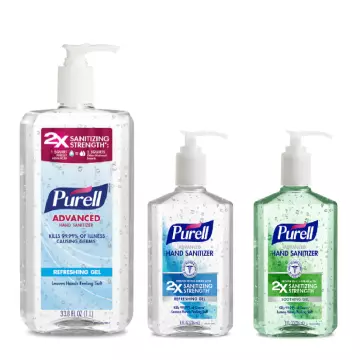 2X SANITIZING
STRENGTH*:
Purell
ADVANCED
HAND SANITIZER
KILLS 99.99% OF ILLNESS
CAUSING GERMS
REFRESHING GEL
Leaves Hands Feeling Soft
33.8 fl oz (1 L)
Purell
ADVANCED
HAND SANITIZER
2X SANITIZING
STRENGTH
REFRESHING GEL
Purell
ADVANCED
HAND SANITIZER
2X SANITIZING
STRENGTH
SOOTHING GEL